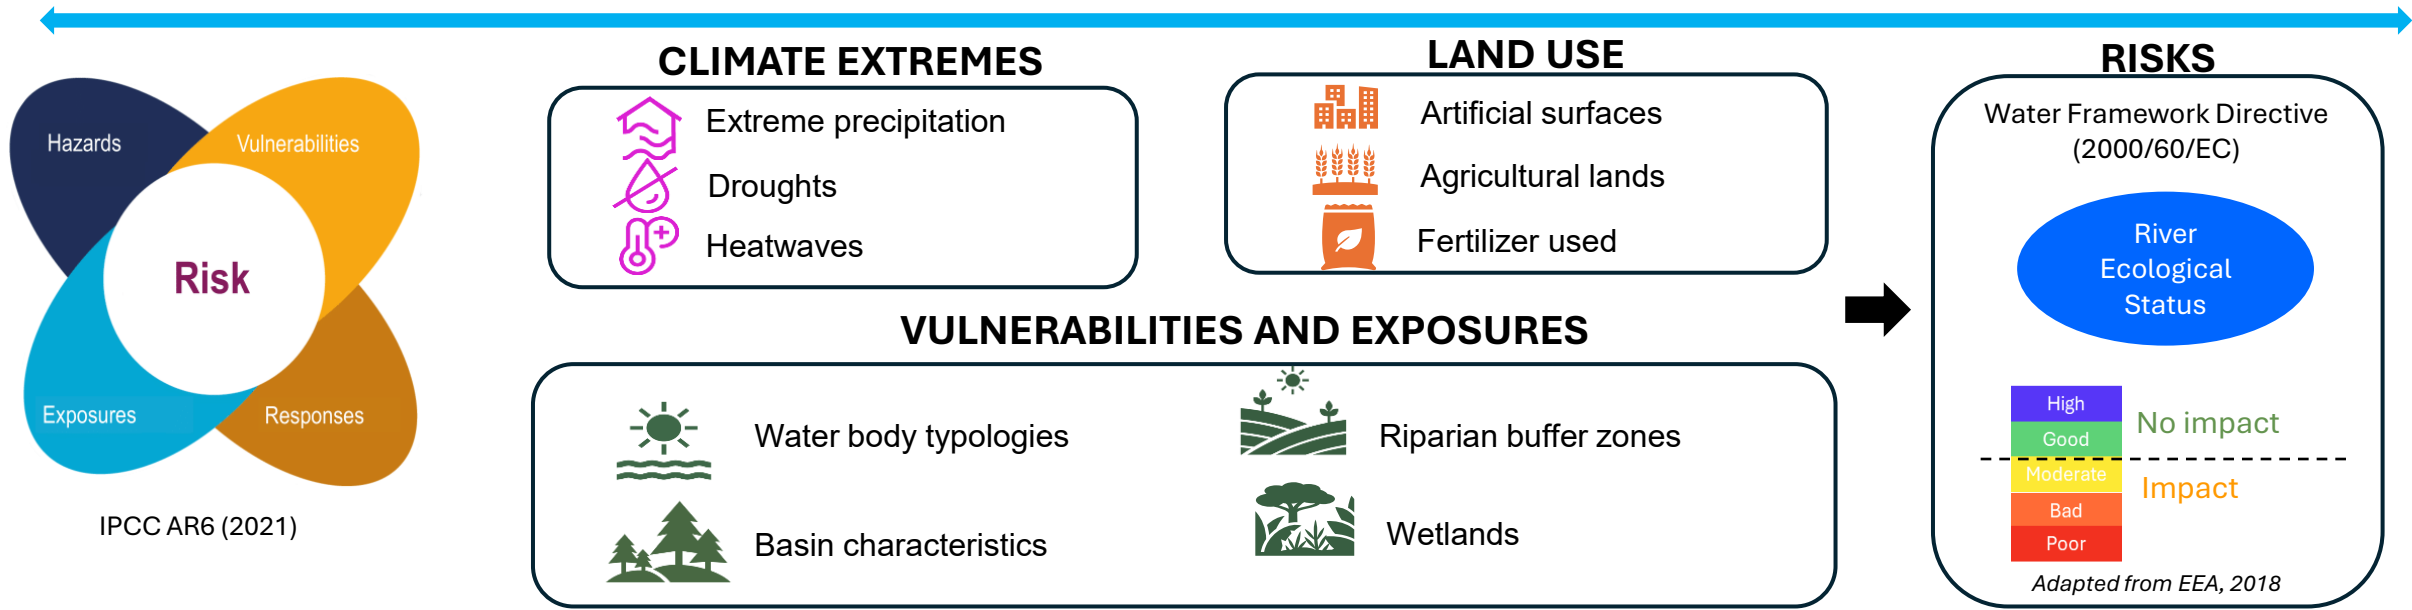 Hazards
Vulnerabilities
Risk
Exposures
Responses
IPCC AR6 (2021)
CLIMATE EXTREMES
Extreme precipitation
Droughts
Heatwaves
LAND USE
Artificial surfaces
Agricultural lands
Fertilizer used
VULNERABILITIES AND EXPOSURES
Water body typologies
Riparian buffer zones
Basin characteristics
Wetlands
RISKS
Water Framework Directive
(2000/60/EC)
River
Ecological
Status
High
Good
No impact
Moderate
Impact
Bad
Poor
Adapted from EEA, 2018